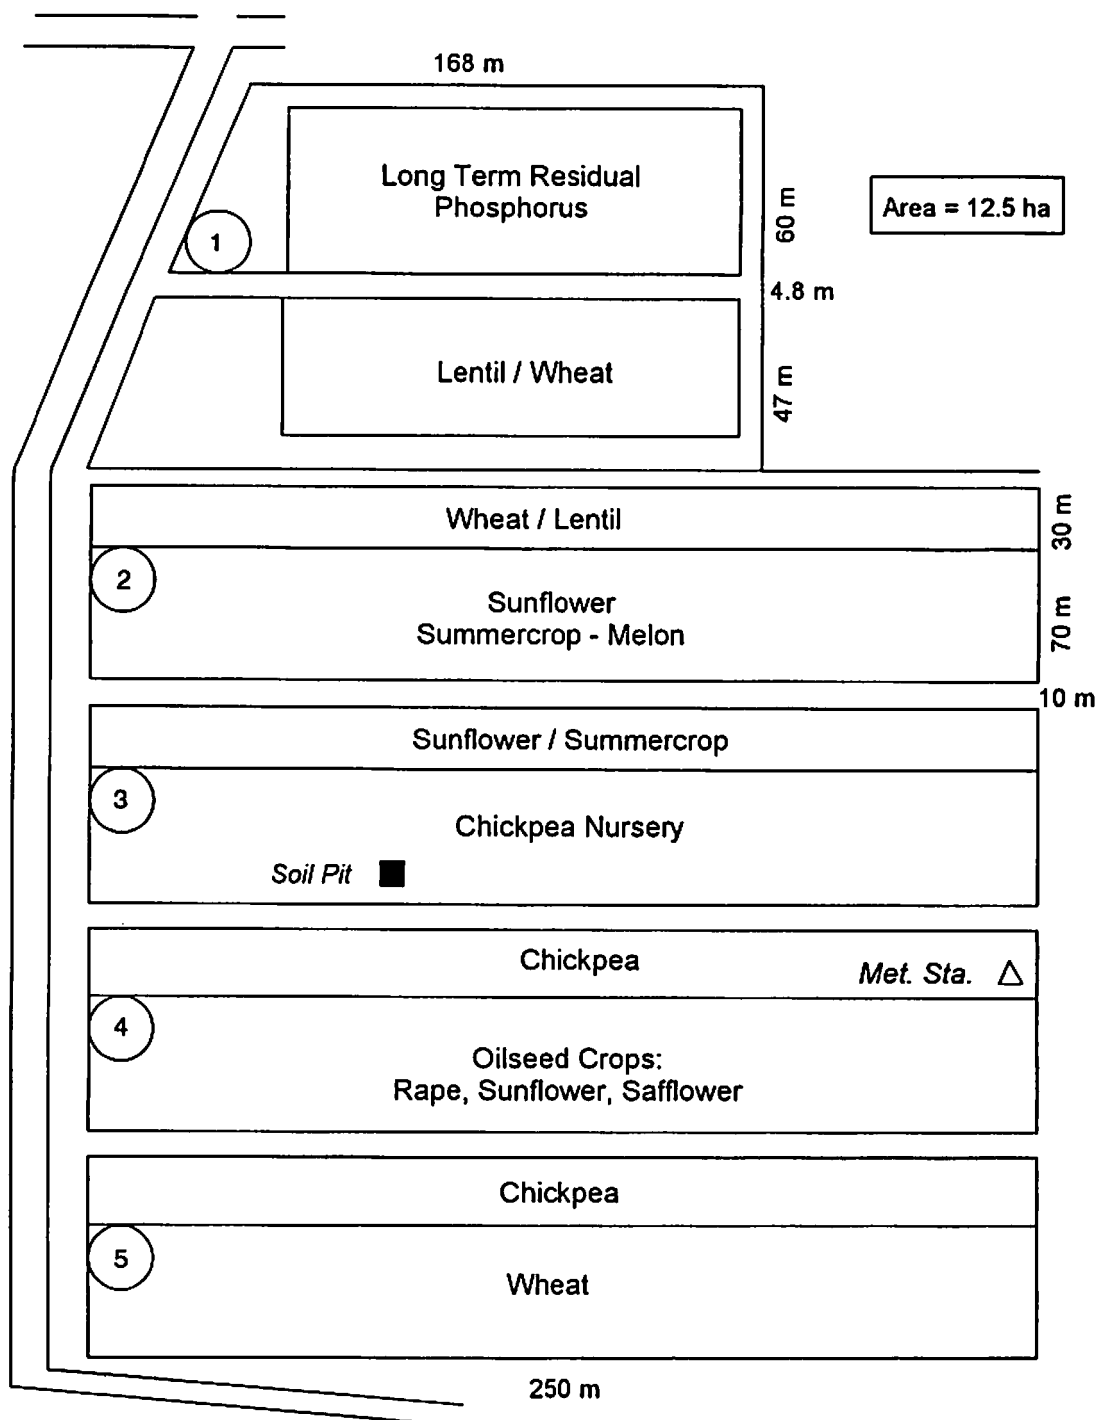 168 m
Long Term Residual
Phosphorus
60 m
Area = 12.5 ha
1
4.8 m
Lentil / Wheat
47 m
Wheat / Lentil
30 m
2
Sunflower
Summercrop - Melon
70 m
10 m
Sunflower / Summercrop
3
Chickpea Nursery
Soil Pit
Chickpea
Met. Sta.
4
Oilseed Crops:
Rape, Sunflower, Safflower
Chickpea
5
Wheat
250 m